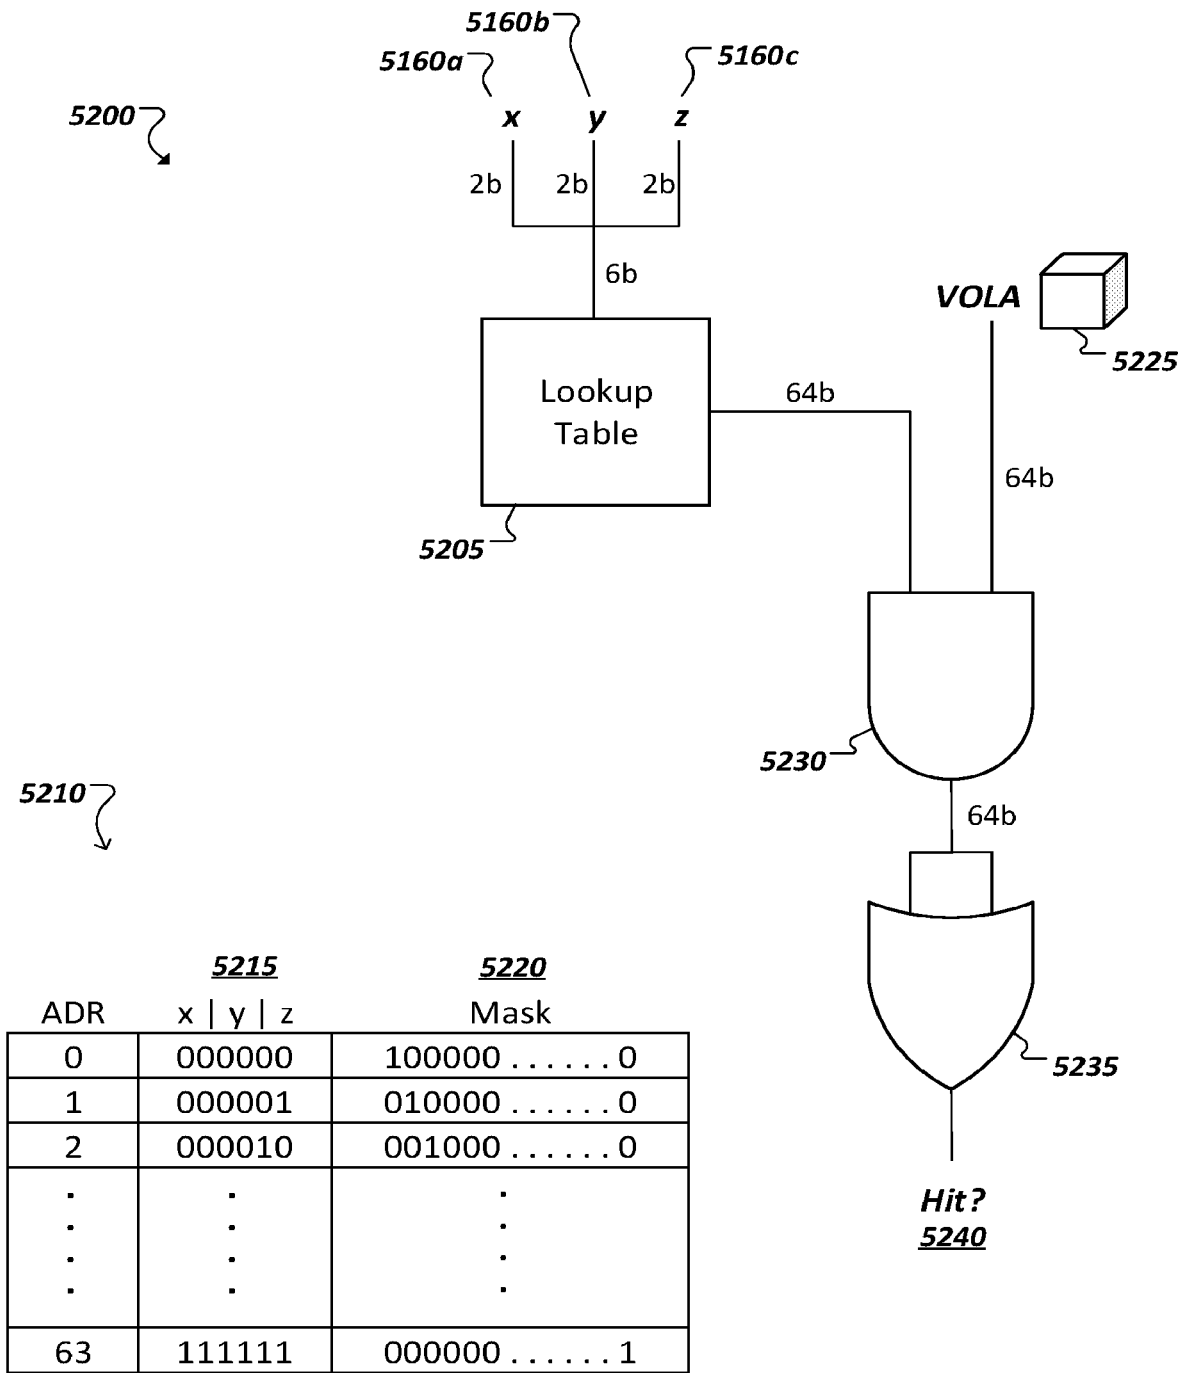 5160b
5160a
5160c
5200
x y z
2b 2b 2b
6b
VOLA
5225
Lookup
Table
64b
64b
5205
5230
5210
64b
5215 5220
ADR x | y | z Mask
0 000000 100000 . . . . . . 0
1 000001 010000 . . . . . . 0
2 000010 001000 . . . . . . 0
63 111111 000000 . . . . . . 1
5235
Hit?
5240